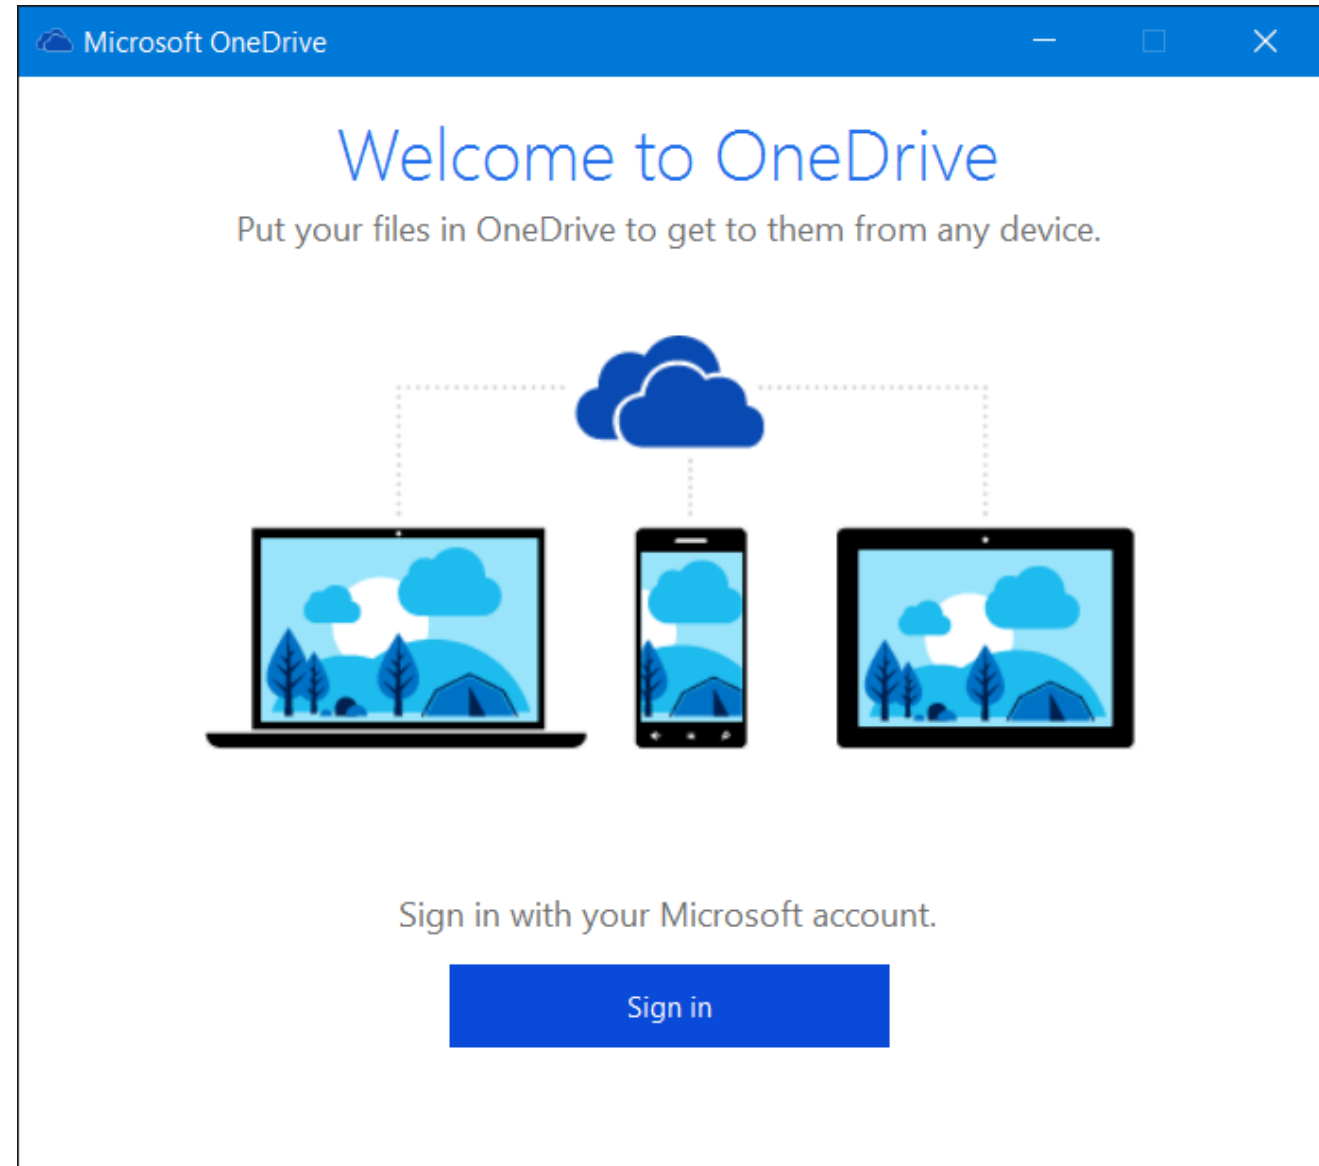 Microsoft OneDrive
Welcome to OneDrive
Put your files in OneDrive to get to them from any device.
Sign in with your Microsoft account.
Sign in